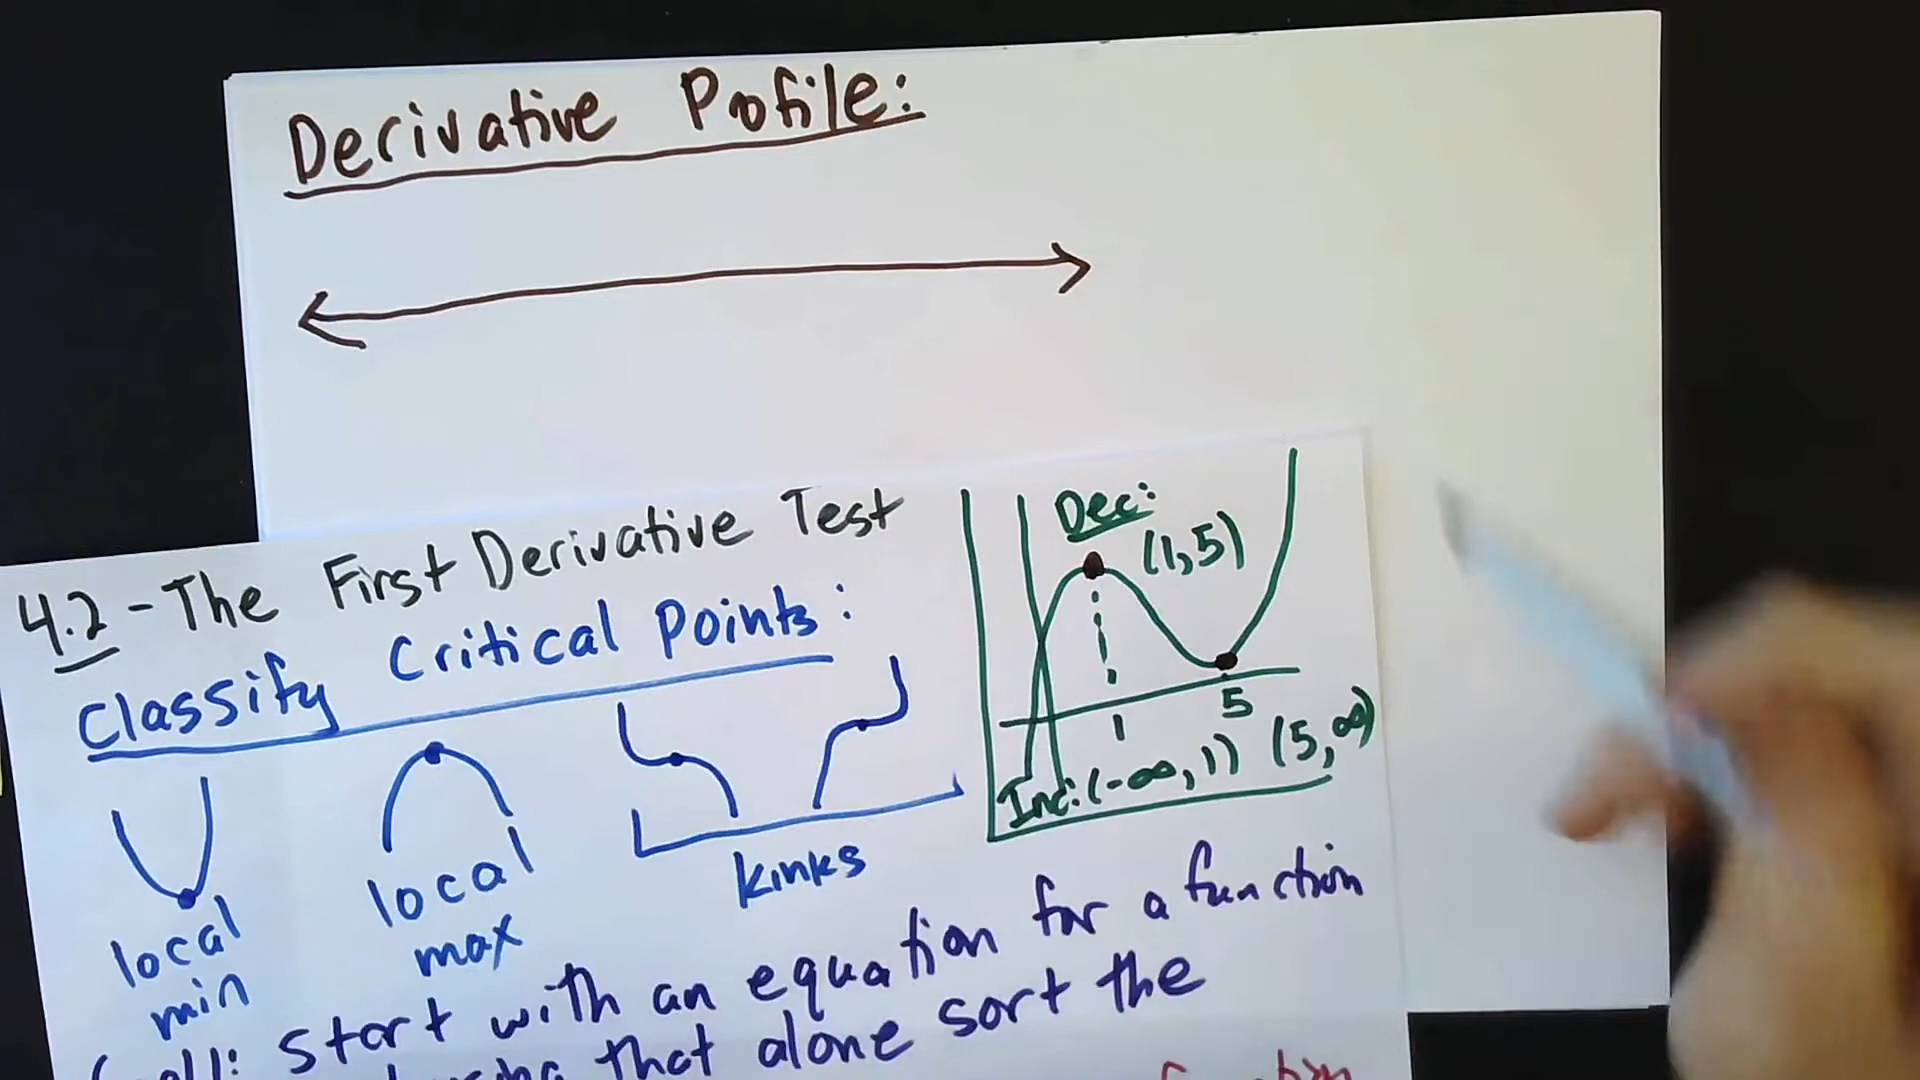 Derivative Pofile:
4.2 - The First Derivative Test
Classify Critical Points:
local
min
local
max
kinks
Dec:
(1,5)
1
5
Inc: (-∞, 1) (5, ∞)
start with an equation for a function
that alone sort the